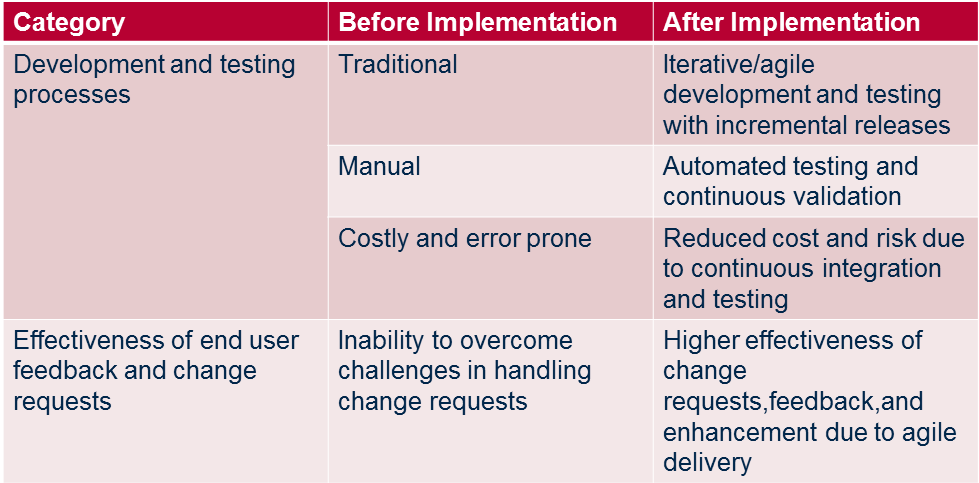 Category
Before Implementation
After Implementation
Development and testing
processes
Traditional
Iterative/agile
development and testing
with incremental releases
Manual
Automated testing and
continuous validation
Costly and error prone
Reduced cost and risk due
to continuous integration
and testing
Effectiveness of end user
feedback and change
requests
Inability to overcome
challenges in handling
change requests
Higher effectiveness of
change
requests,feedback,and
enhancement due to agile
delivery